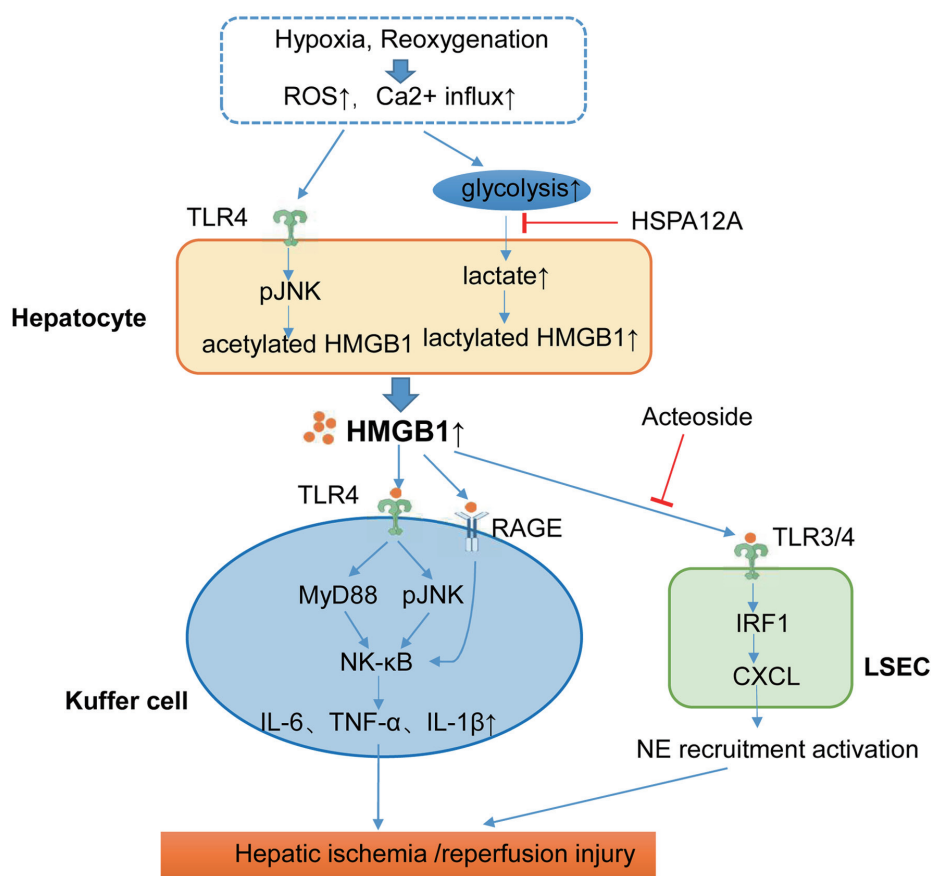 Hypoxia, Reoxygenation
ROS↑, Ca2+ influx↑
glycolysis↑
TLR4
HSPA12A
lactate↑
pJNK
Hepatocyte
acetylated HMGB1
lactylated HMGB1↑
HMGB1↑
Acteoside
TLR4
RAGE
TLR3/4
MyD88
pJNK
IRF1
NK-κB
CXCL
LSEC
Kuffer cell
IL-6、TNF-α、IL-1β↑
NE recruitment activation
Hepatic ischemia /reperfusion injury